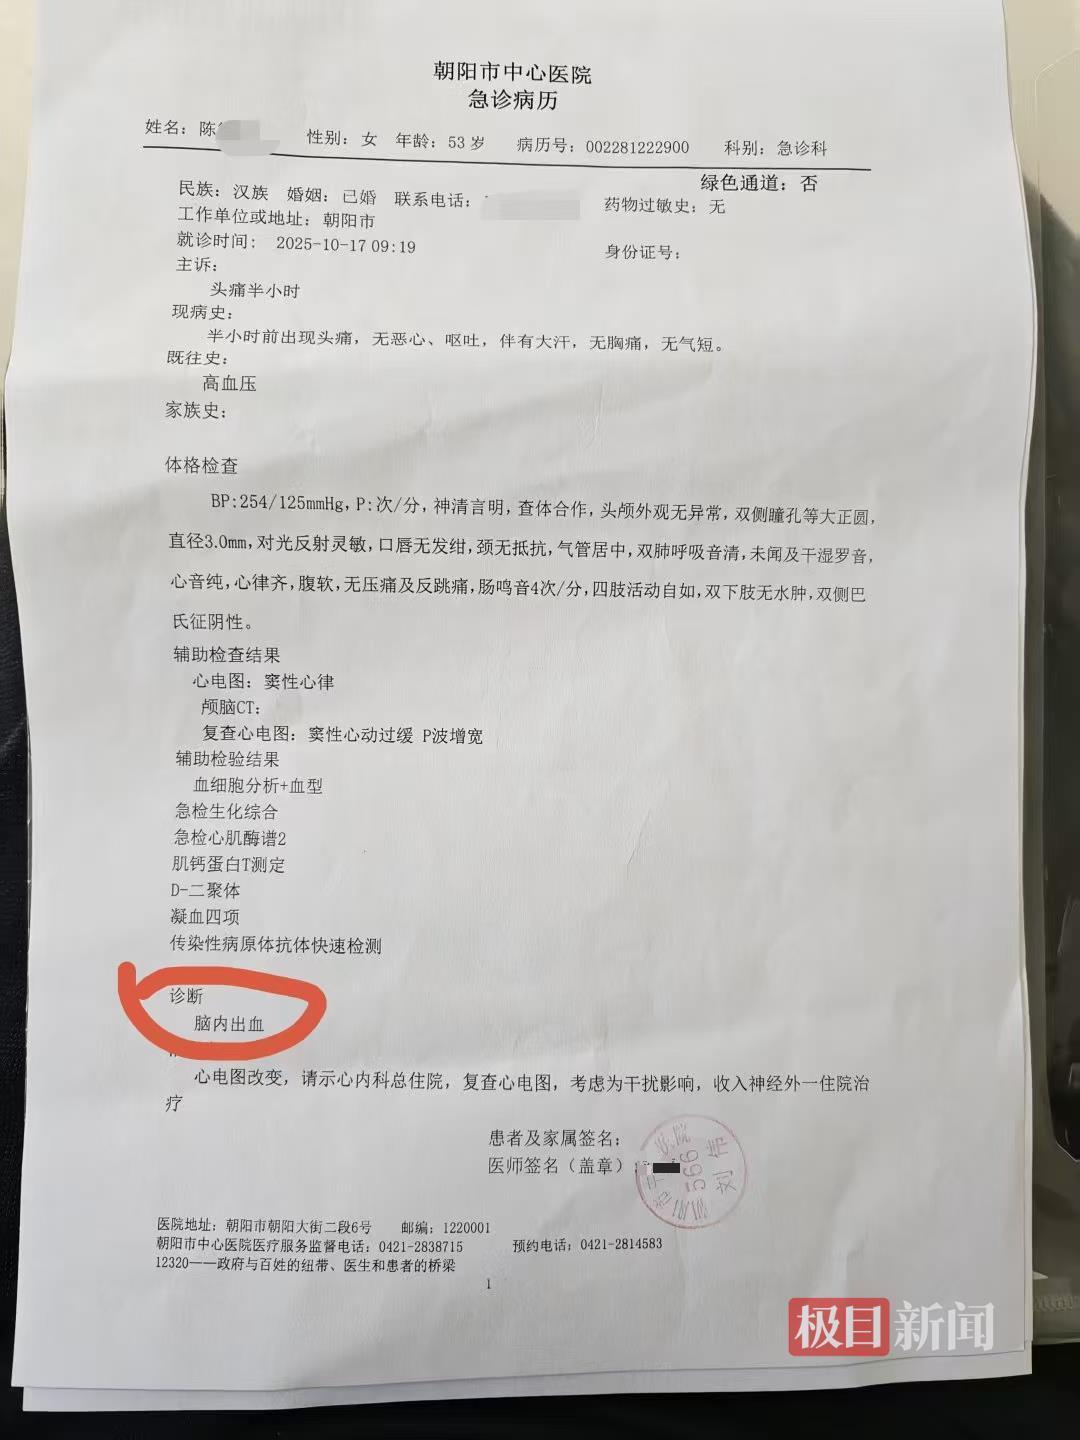 朝阳市中心医院
急诊病历
姓名：陈
性别：女 年龄：53岁 病历号：002281222900 科别：急诊科
绿色通道：否
民族：汉族 婚姻：已婚 联系电话：
药物过敏史：无
工作单位或地址：朝阳市
就诊时间： 2025-10-17 09:19
身份证号：
主诉：
头痛半小时
现病史：
半小时前出现头痛，无恶心、呕吐，伴有大汗，无胸痛，无气短。
既往史：
高血压
家族史：
体格检查
BP:254/125mmHg，P:次/分，神清言明，查体合作，头颅外观无异常，双侧瞳孔等大正圆，
直径3.0mm，对光反射灵敏，口唇无发绀，颈无抵抗，气管居中，双肺呼吸音清，未闻及干湿罗音，
心音纯，心律齐，腹软，无压痛及反跳痛，肠鸣音4次/分，四肢活动自如，双下肢无水肿，双侧巴
氏征阴性。
辅助检查结果
心电图：窦性心律
颅脑CT：
复查心电图：窦性心动过缓 P波增宽
辅助检验结果
血细胞分析+血型
急检生化综合
急检心肌酶谱2
肌钙蛋白T测定
D-二聚体
凝血四项
传染性病原体抗体快速检测
诊断
脑内出血
心电图改变，请示心内科总住院，复查心电图，考虑为干扰影响，收入神经外一住院治
疗
患者及家属签名：
医师签名（盖章）：
医院
566
刘伟
医院地址：朝阳市朝阳大街二段6号 邮编：1220001
朝阳市中心医院医疗服务监督电话：0421-2838715 预约电话：0421-2814583
12320——政府与百姓的纽带、医生和患者的桥梁
1
极目新闻